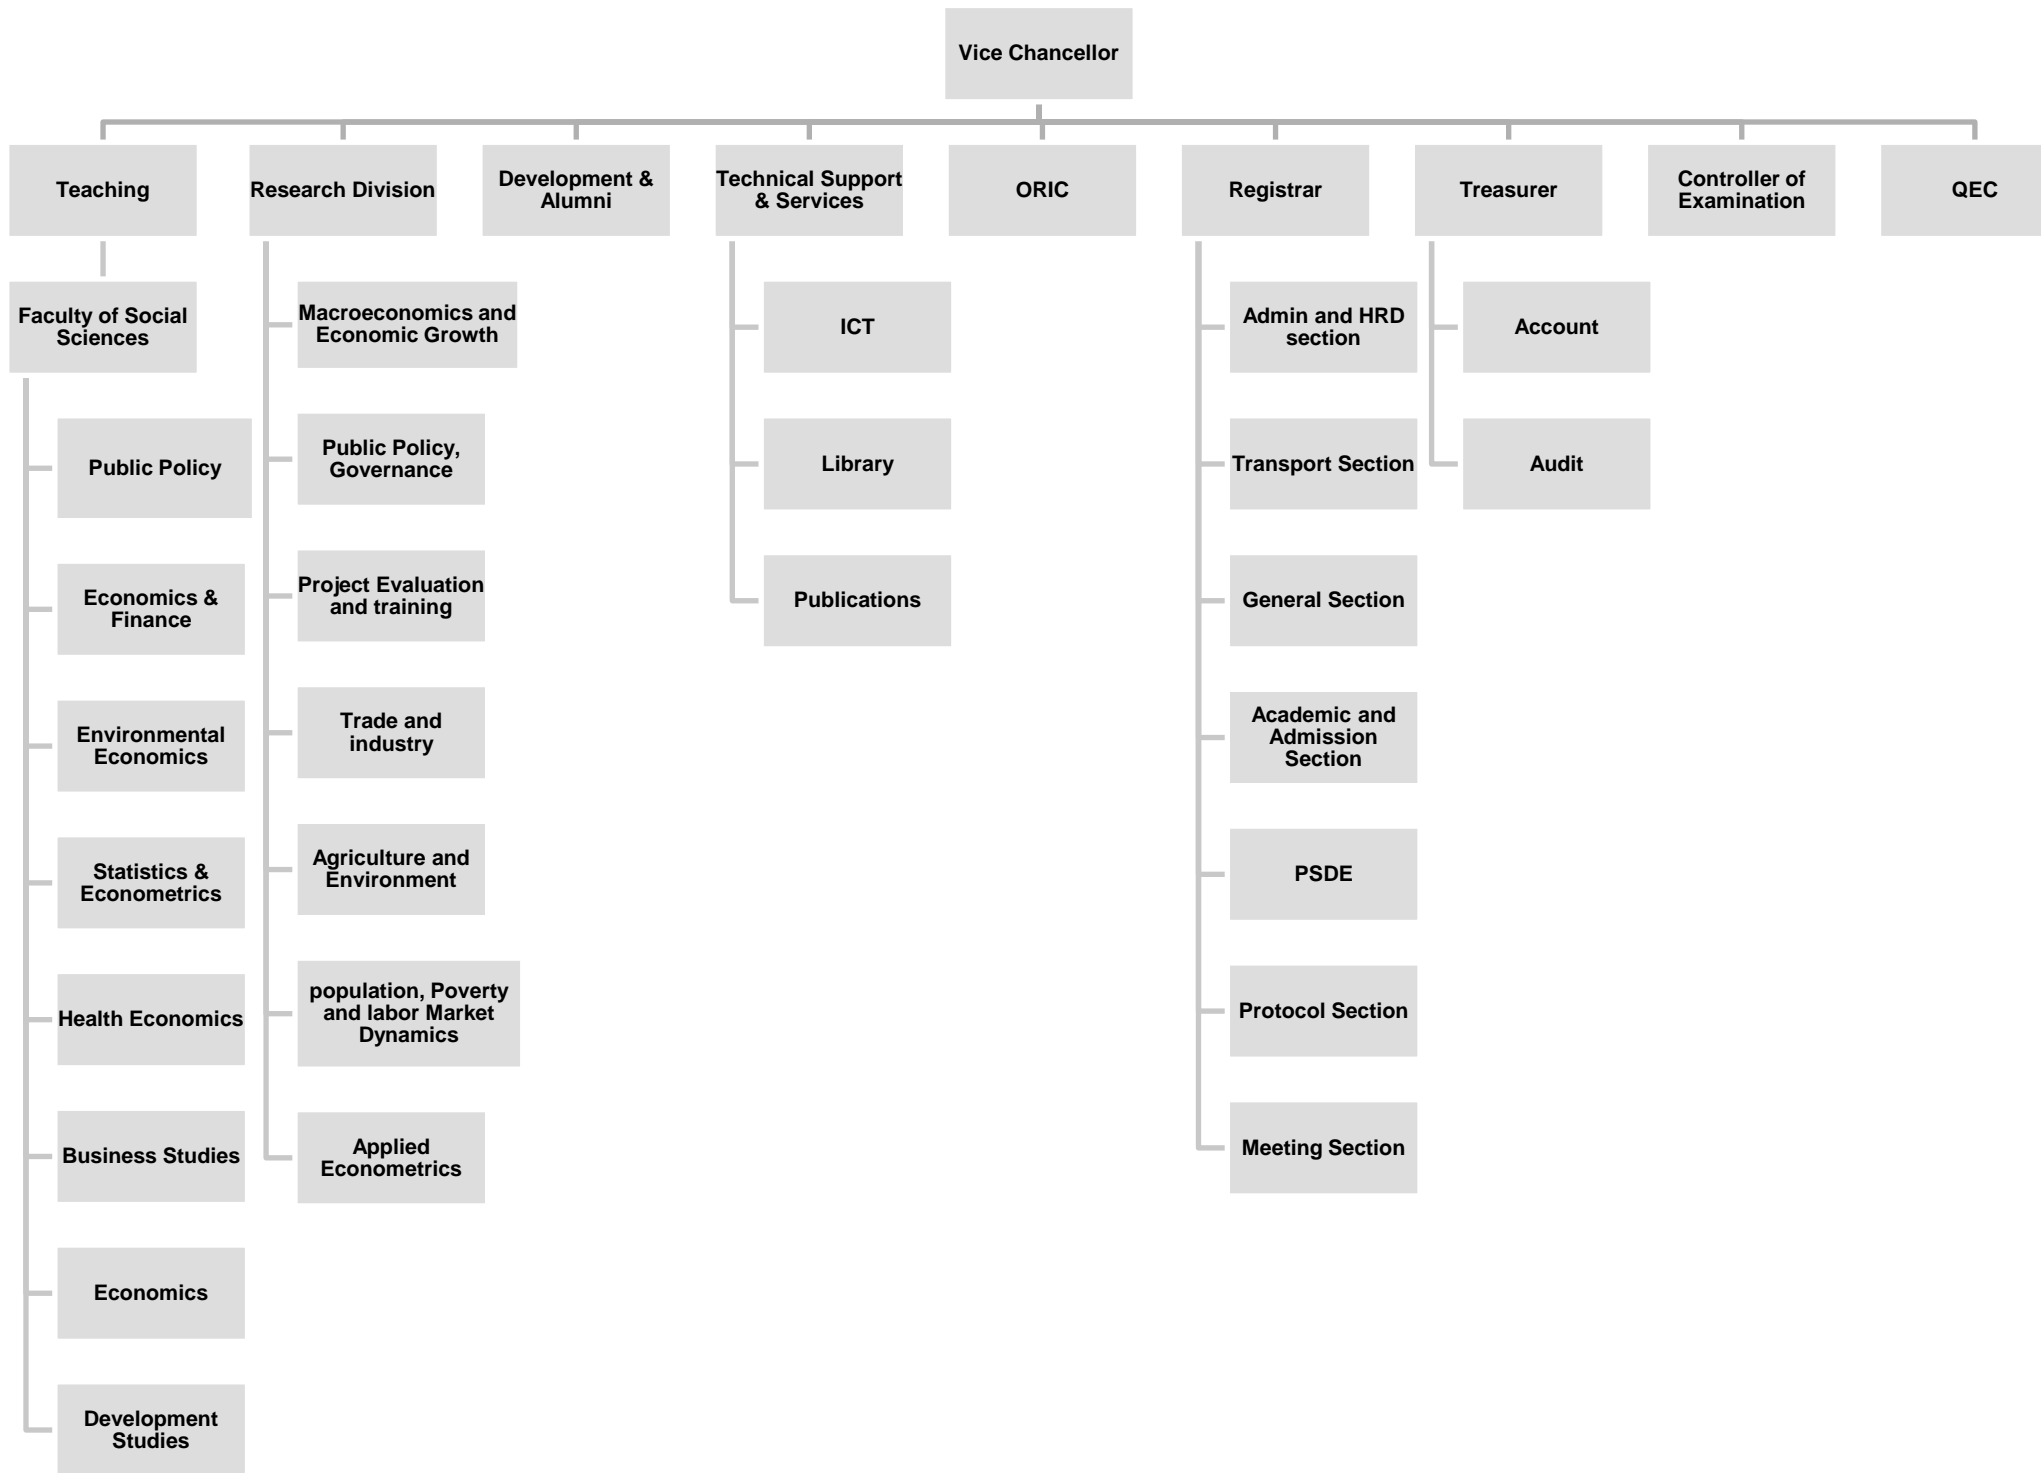 Vice Chancellor
Teaching
Research Division
Development &
Alumni
Technical Support
& Services
ORIC
Registrar
Treasurer
Controller of
Examination
QEC
Faculty of Social
Sciences
Public Policy
Economics &
Finance
Environmental
Economics
Statistics &
Econometrics
Health Economics
Business Studies
Economics
Development
Studies
Macroeconomics and
Economic Growth
Public Policy,
Governance
Project Evaluation
and training
Trade and
industry
Agriculture and
Environment
population, Poverty
and labor Market
Dynamics
Applied
Econometrics
ICT
Library
Publications
Admin and HRD
section
Transport Section
General Section
Academic and
Admission
Section
PSDE
Protocol Section
Meeting Section
Account
Audit